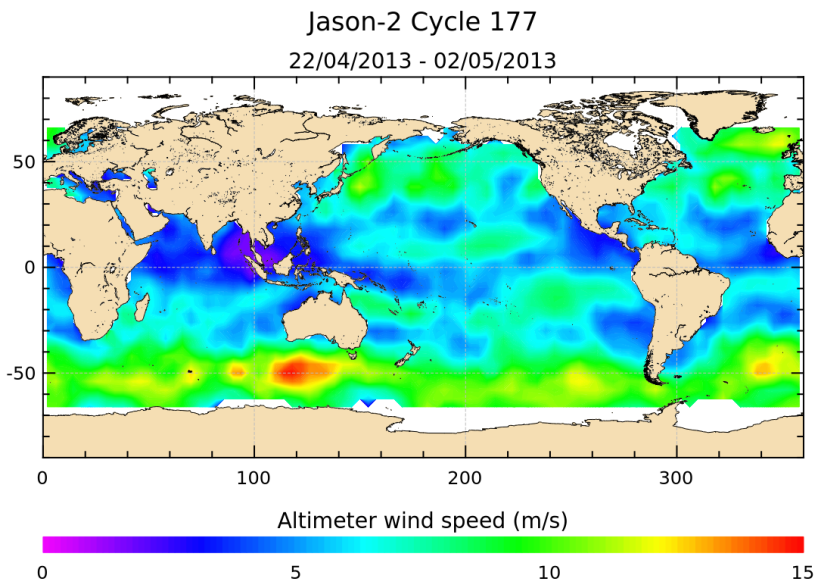 Jason-2 Cycle 177
22/04/2013 - 02/05/2013
50
0
-50
0 100 200 300
Altimeter wind speed (m/s)
0 5 10 15